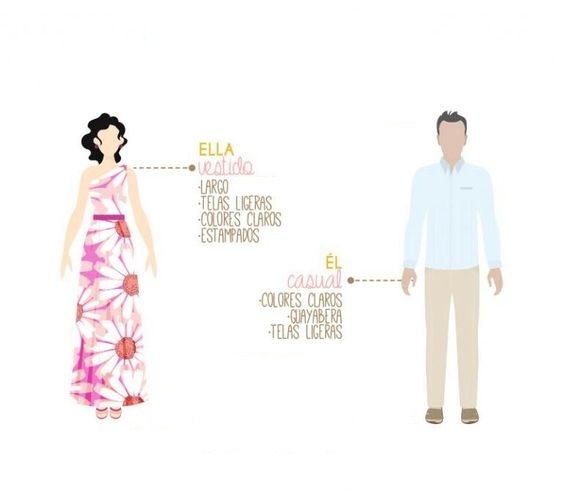 ELLA
vestido
·LARGO
·TELAS LIGERAS
·COLORES CLAROS
·ESTAMPADOS
ÉL
casual
·COLORES CLAROS
·GUAYABERA
·TELAS LIGERAS